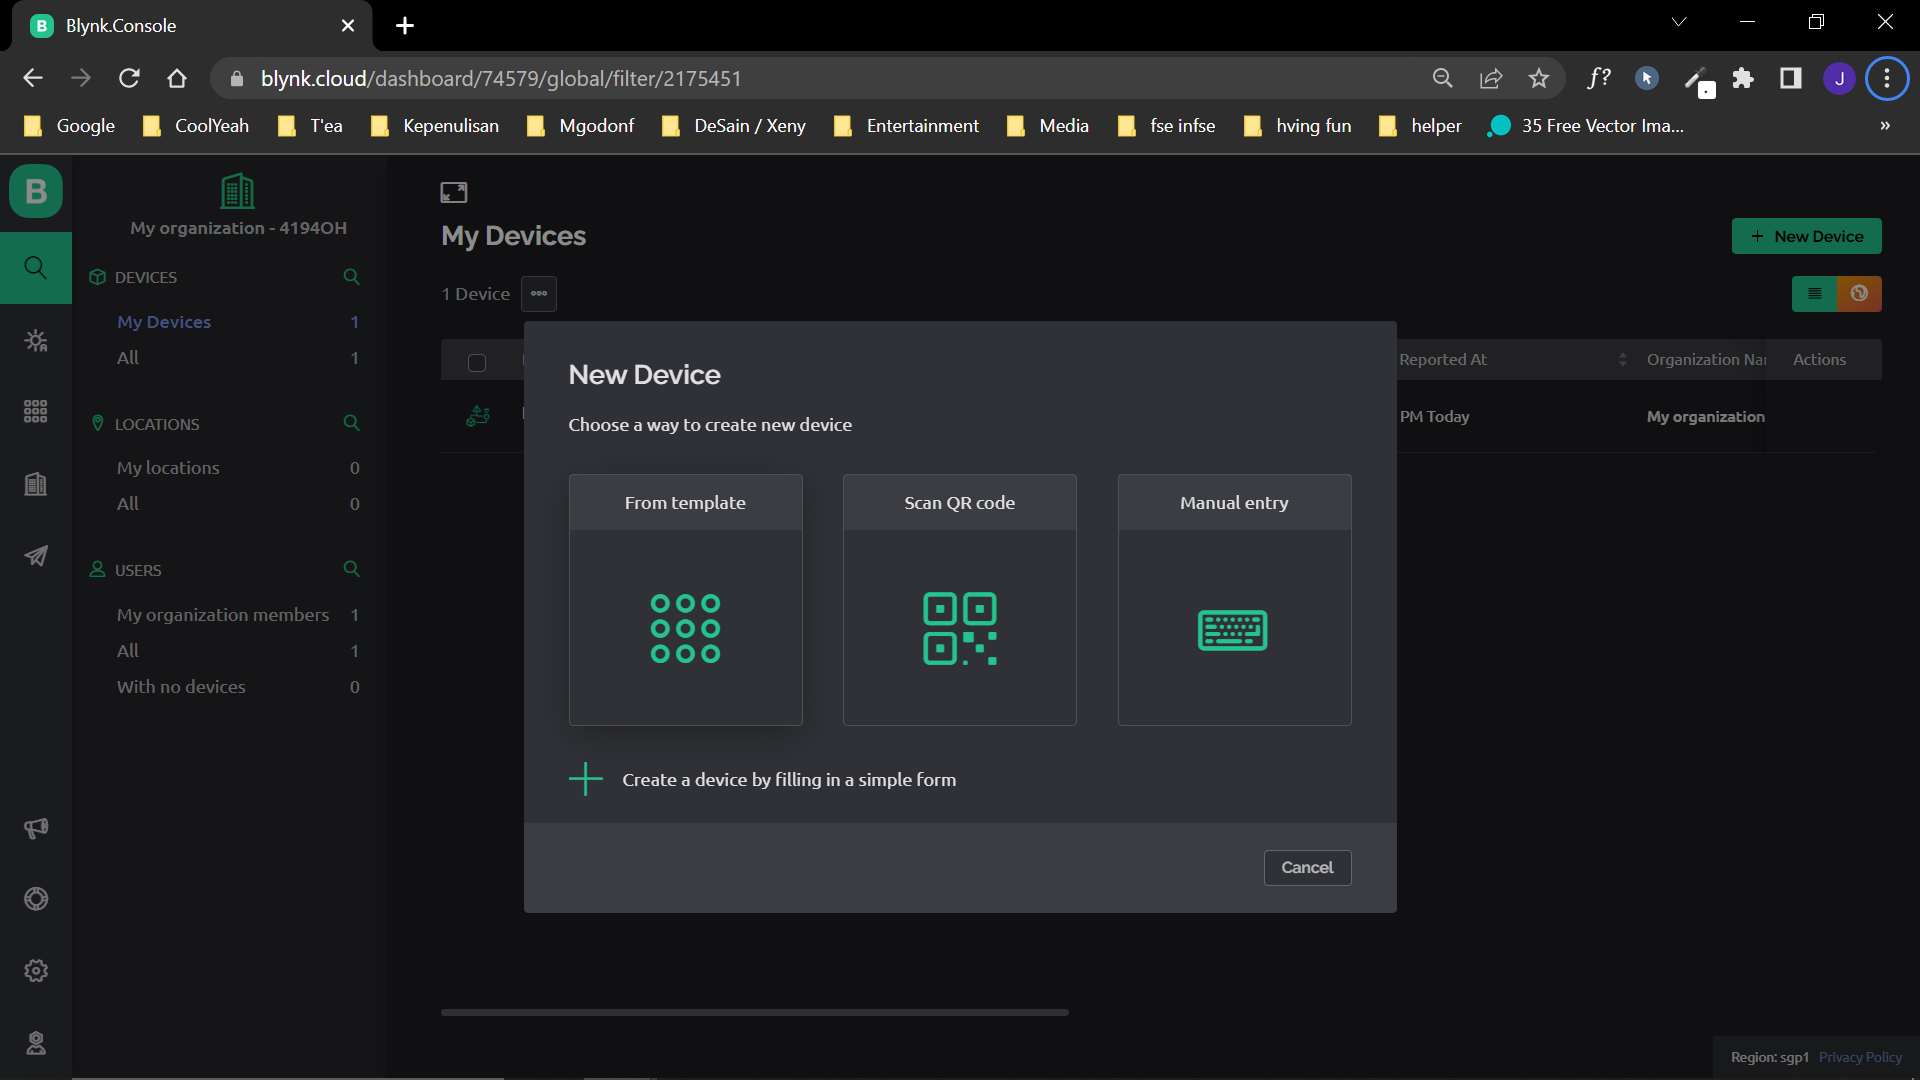 B Blynk.Console
blynk.cloud/dashboard/74579/global/filter/2175451
f? J
Google CoolYeah T'ea Kepenulisan Mgodonf DeSain / Xeny Entertainment Media fse infse hving fun helper 35 Free Vector Ima... »
B
My organization - 4194OH
DEVICES
My Devices 1
All 1
LOCATIONS
My locations 0
All 0
USERS
My organization members 1
All 1
With no devices 0
My Devices
+ New Device
1 Device
Reported At Organization Nar Actions
PM Today My organization
New Device
Choose a way to create new device
From template Scan QR code Manual entry
Create a device by filling in a simple form
Cancel
Region: sgp1 Privacy Policy